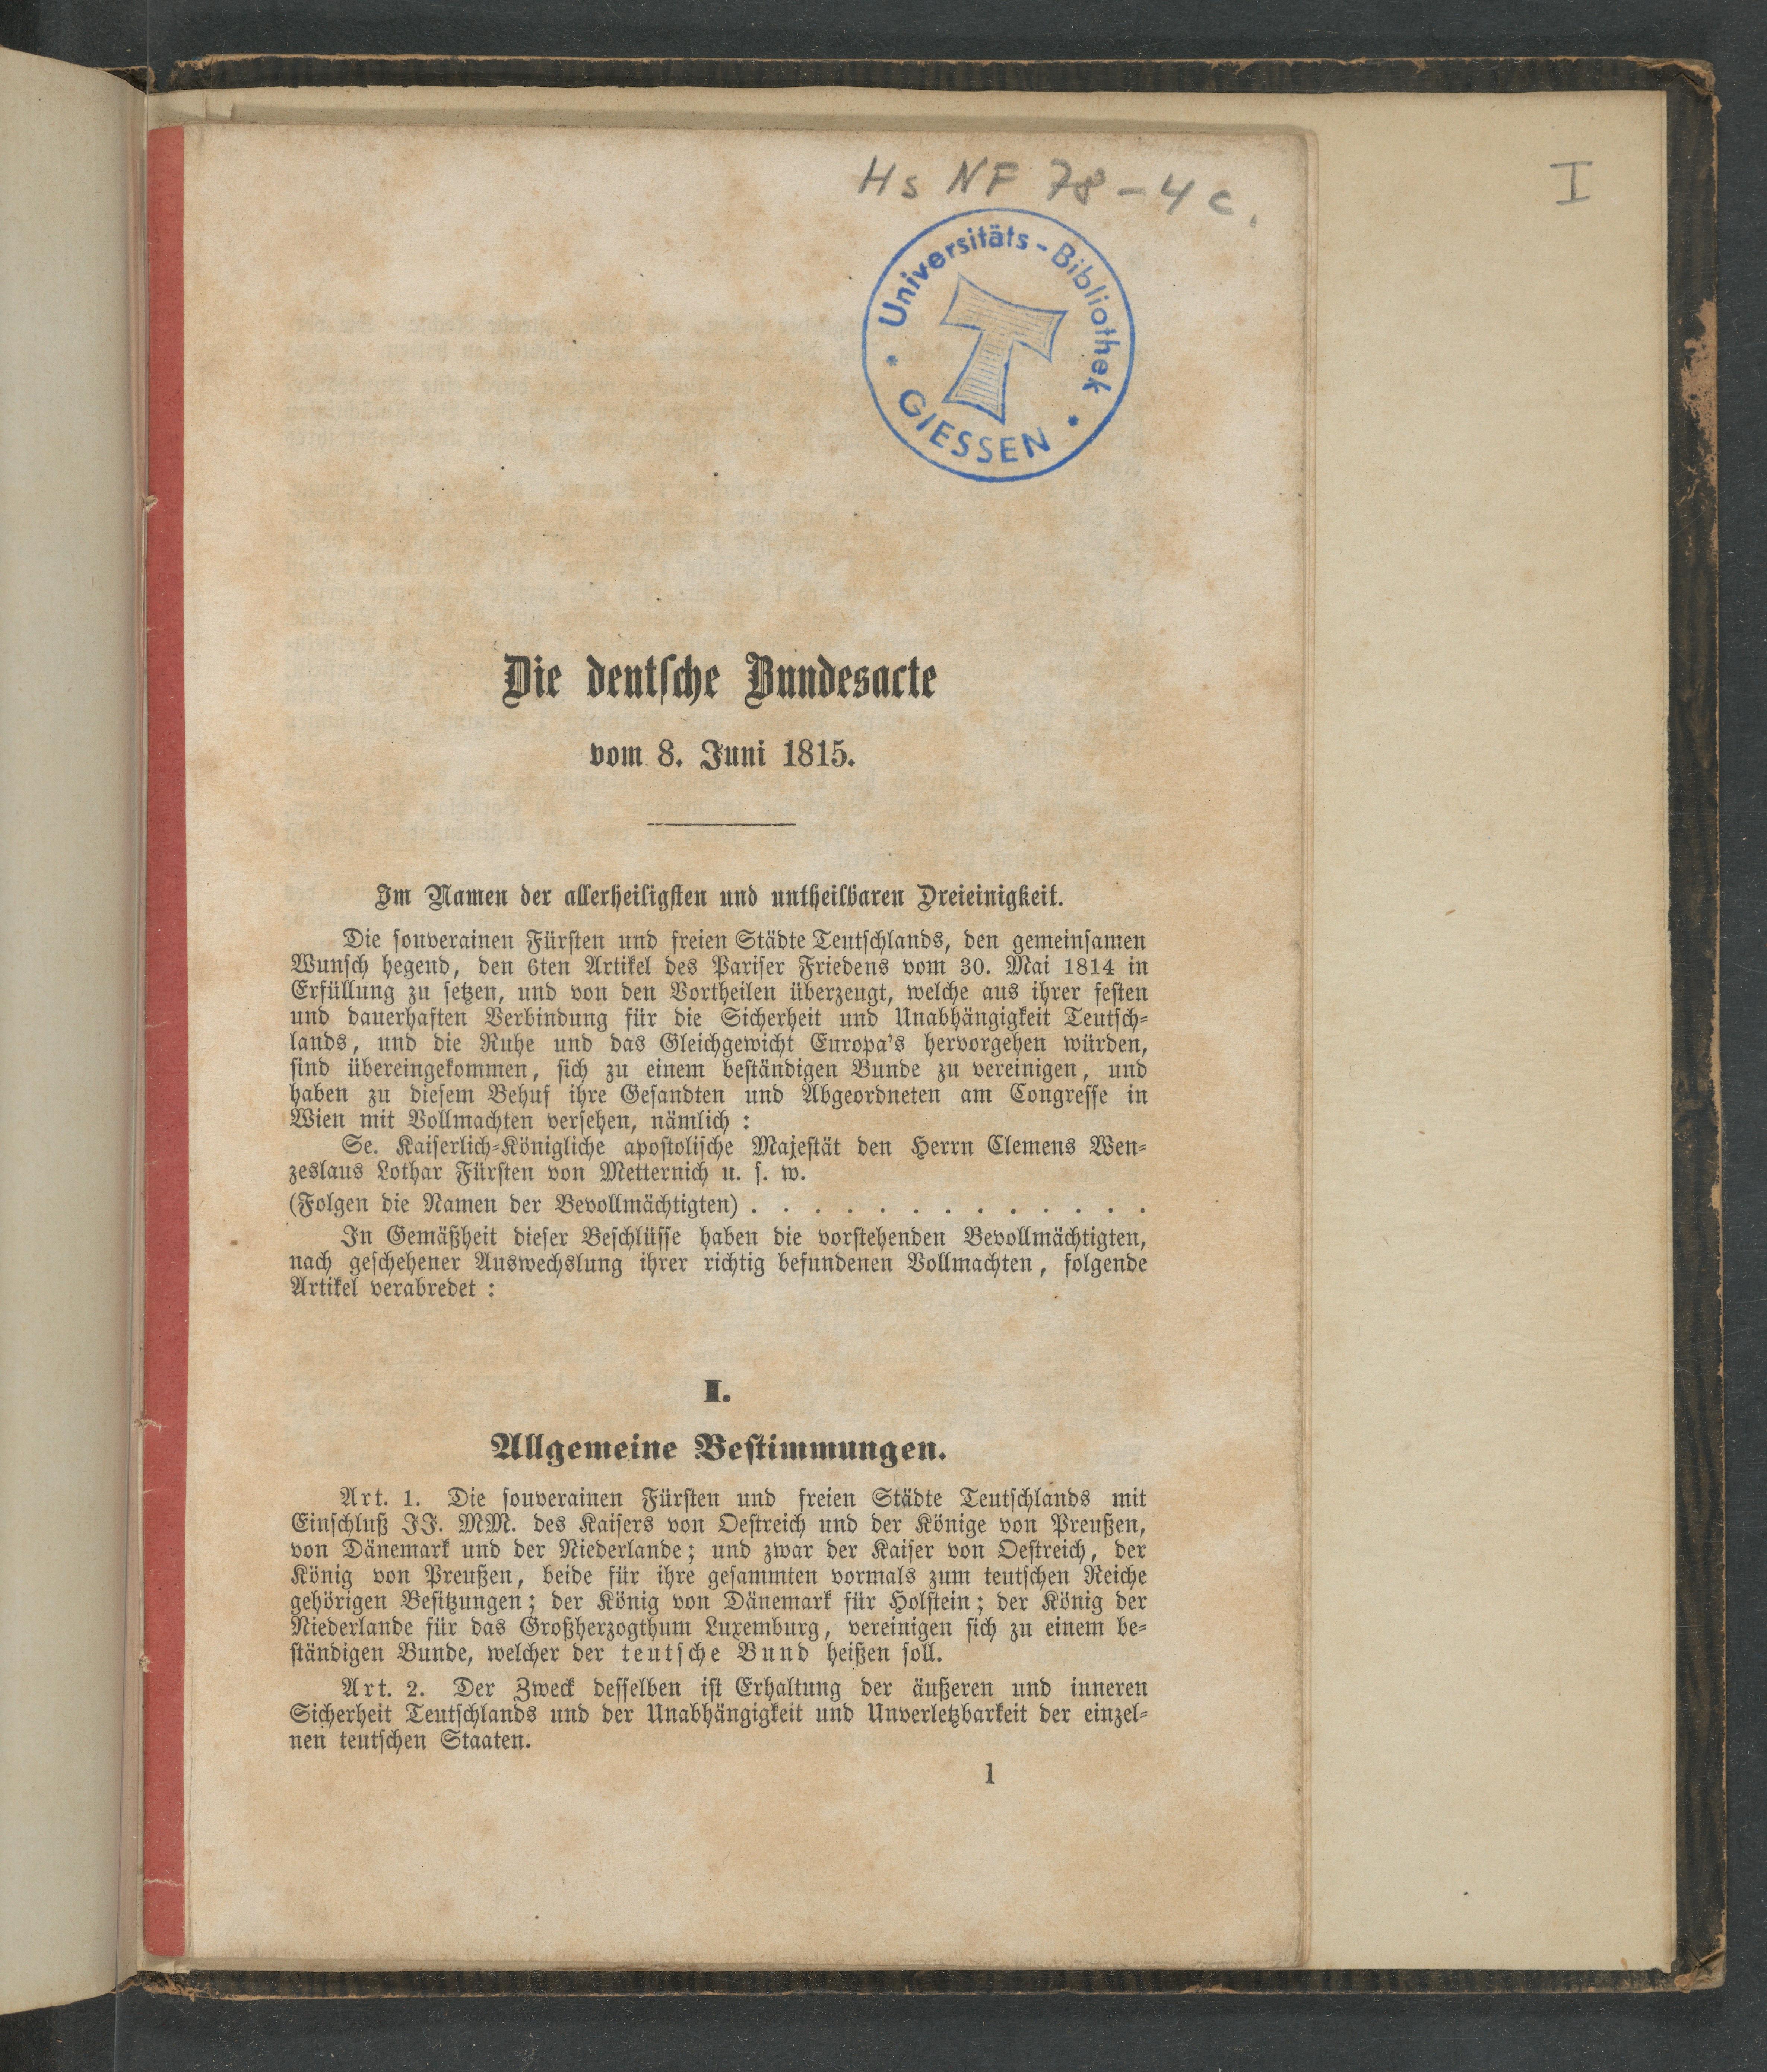 Hs NF 78-4c.
I
Universitäts-Bibliothek
GIESSEN
Die deutſche Bundesacte
vom 8. Juni 1815.
Im Namen der allerheiligſten und untheilbaren Dreieinigkeit.
Die ſouverainen Fürſten und freien Städte Teutſchlands, den gemeinſamen
Wunſch hegend, den 6ten Artikel des Pariſer Friedens vom 30. Mai 1814 in
Erfüllung zu ſetzen, und von den Vortheilen überzeugt, welche aus ihrer feſten
und dauerhaften Verbindung für die Sicherheit und Unabhängigkeit Teutſch-
lands, und die Ruhe und das Gleichgewicht Europa's hervorgehen würden,
ſind übereingekommen, ſich zu einem beſtändigen Bunde zu vereinigen, und
haben zu dieſem Behuf ihre Geſandten und Abgeordneten am Congreſſe in
Wien mit Vollmachten verſehen, nämlich :
Se. Kaiſerlich-Königliche apoſtoliſche Majeſtät den Herrn Clemens Wen-
zeslaus Lothar Fürſten von Metternich u. ſ. w.
(Folgen die Namen der Bevollmächtigten) . . . . . . . . . . . . .
In Gemäßheit dieſer Beſchlüſſe haben die vorſtehenden Bevollmächtigten,
nach geſchehener Auswechslung ihrer richtig befundenen Vollmachten, folgende
Artikel verabredet :
I.
Allgemeine Beſtimmungen.
Art. 1. Die ſouverainen Fürſten und freien Städte Teutſchlands mit
Einſchluß JJ. MM. des Kaiſers von Oeſtreich und der Könige von Preußen,
von Dänemark und der Niederlande; und zwar der Kaiſer von Oeſtreich, der
König von Preußen, beide für ihre geſammten vormals zum teutſchen Reiche
gehörigen Beſitzungen; der König von Dänemark für Holſtein; der König der
Niederlande für das Großherzogthum Luxemburg, vereinigen ſich zu einem be-
ſtändigen Bunde, welcher der teutſche Bund heißen ſoll.
Art. 2. Der Zweck deſſelben iſt Erhaltung der äußeren und inneren
Sicherheit Teutſchlands und der Unabhängigkeit und Unverletzbarkeit der einzel-
nen teutſchen Staaten.
1